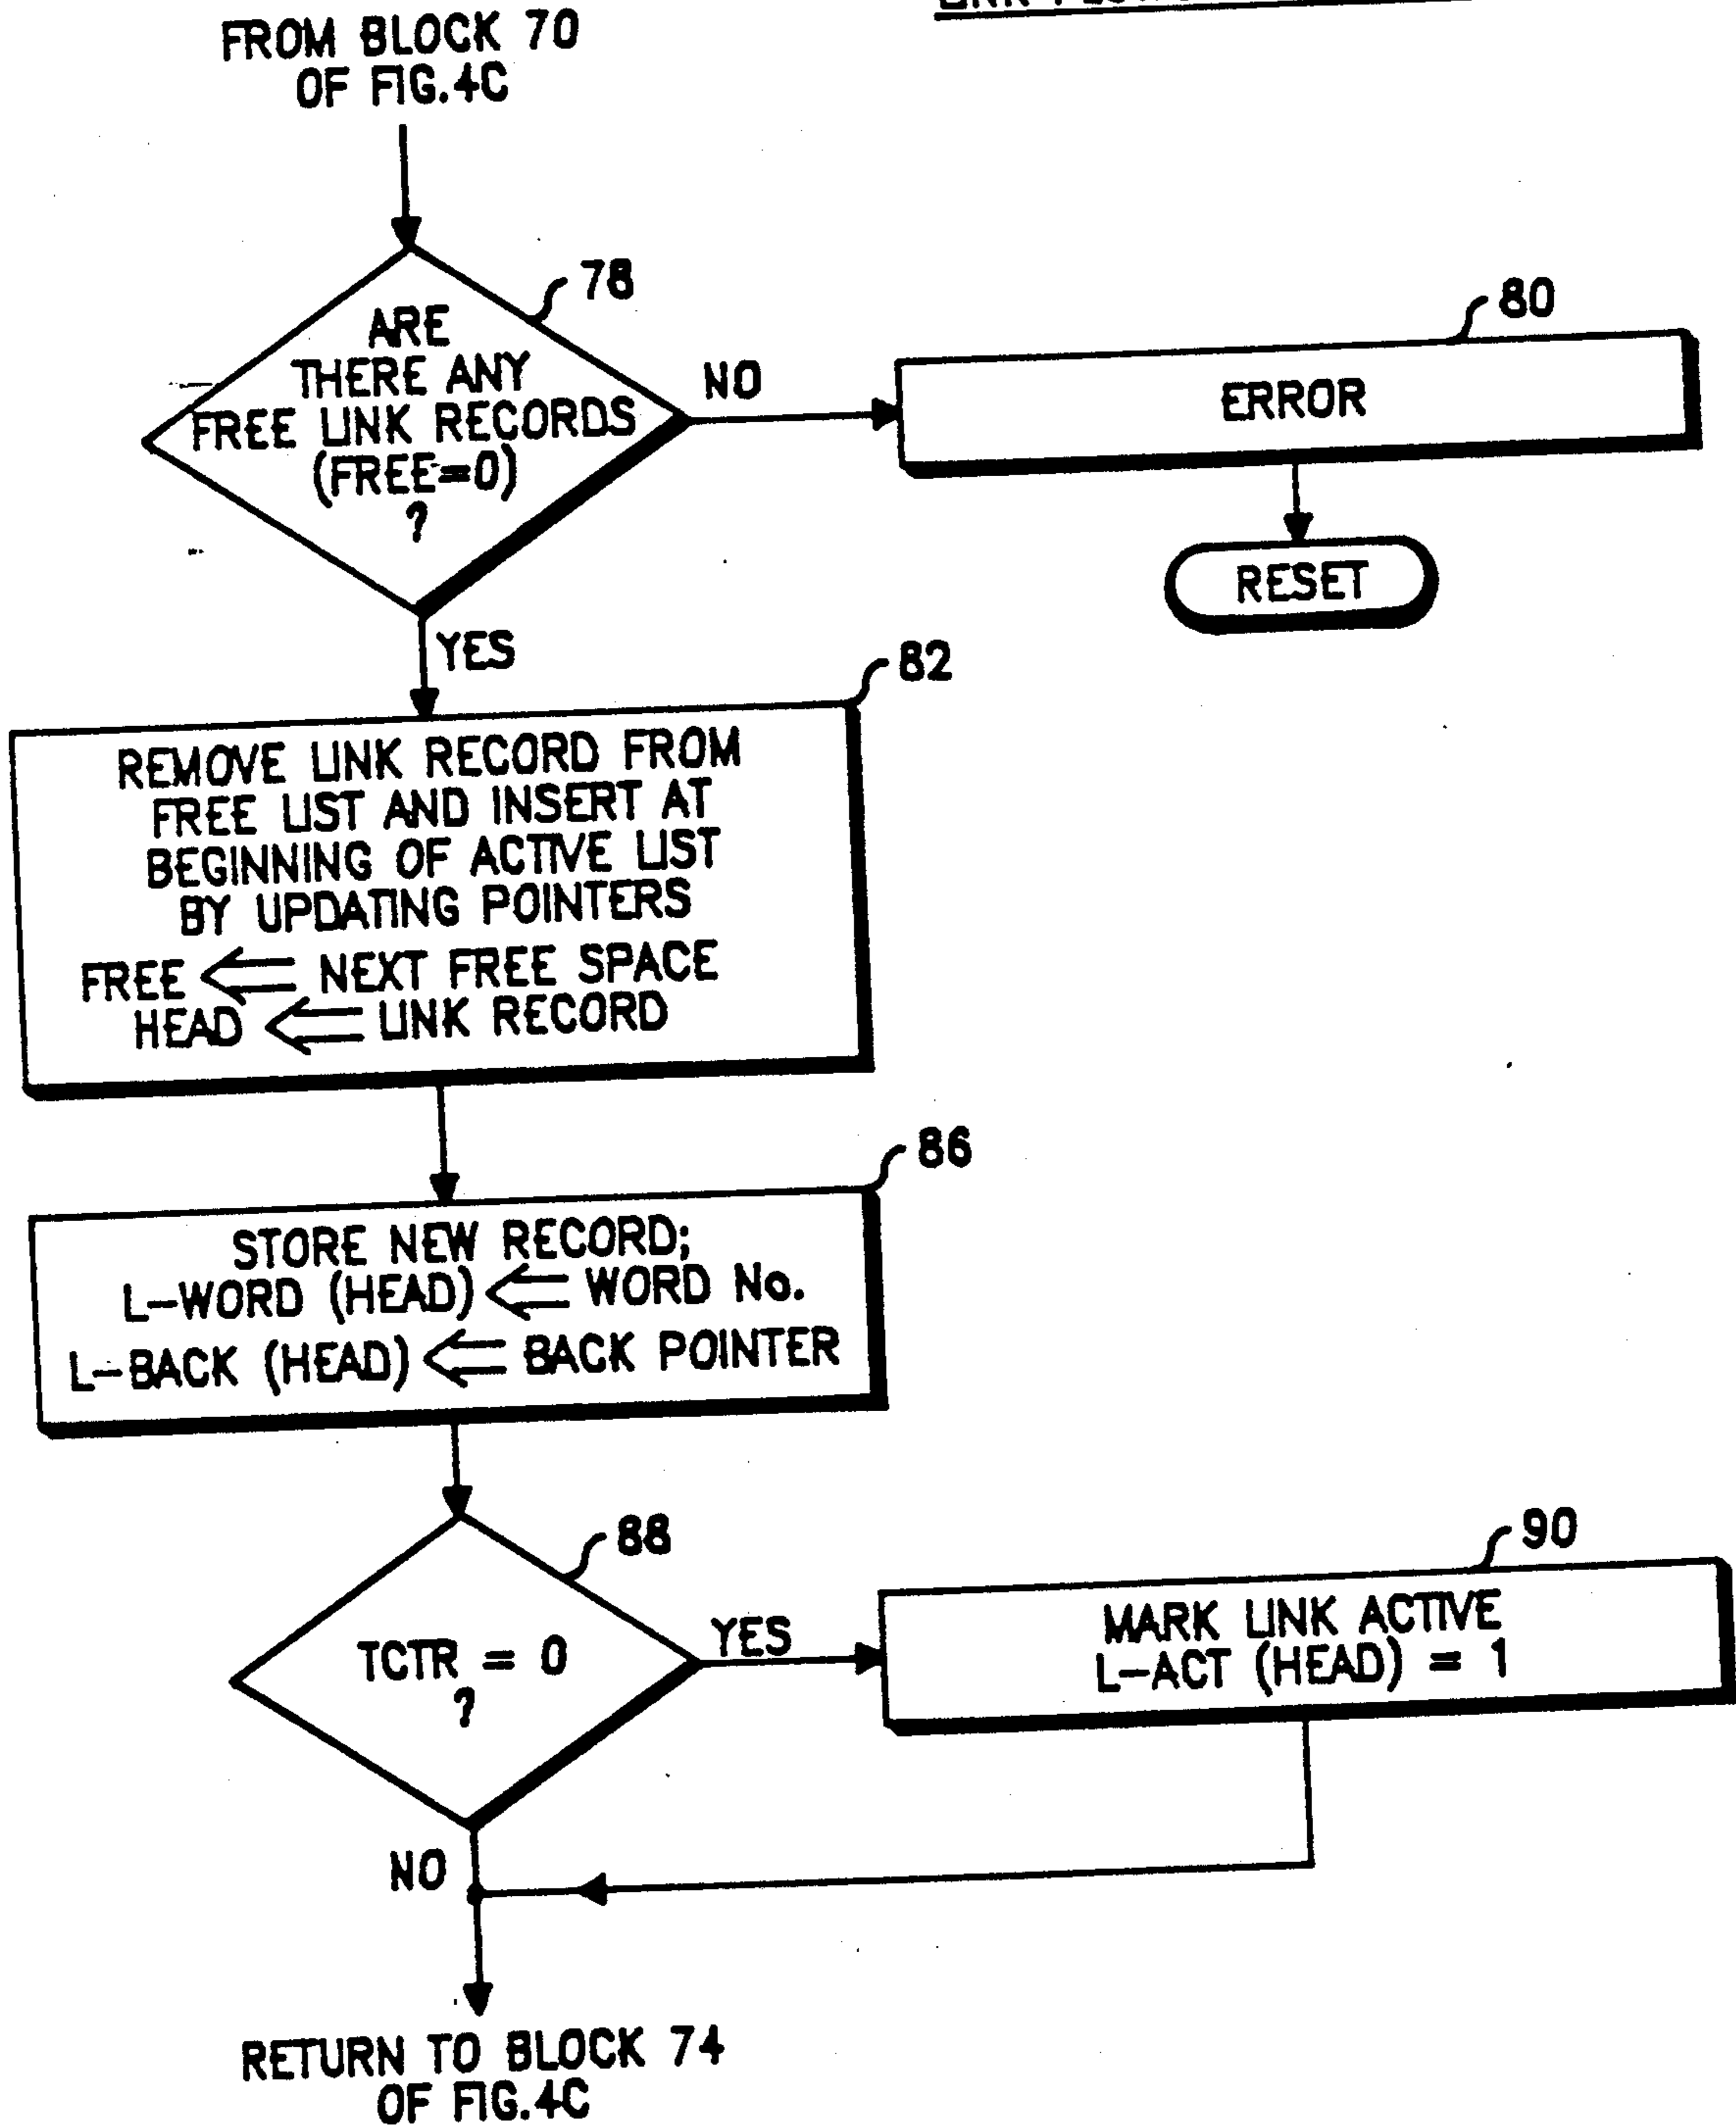 FROM BLOCK 70
OF FIG.4C
78
ARE
THERE ANY
FREE LINK RECORDS
(FREE=0)
?
NO
80
ERROR
RESET
YES
82
REMOVE LINK RECORD FROM
FREE LIST AND INSERT AT
BEGINNING OF ACTIVE LIST
BY UPDATING POINTERS
FREE ⇐ NEXT FREE SPACE
HEAD ⇐ LINK RECORD
86
STORE NEW RECORD;
L-WORD (HEAD) ⇐ WORD No.
L-BACK (HEAD) ⇐ BACK POINTER
88
TCTR = 0
?
YES
90
MARK LINK ACTIVE
L-ACT (HEAD) = 1
NO
RETURN TO BLOCK 74
OF FIG.4C